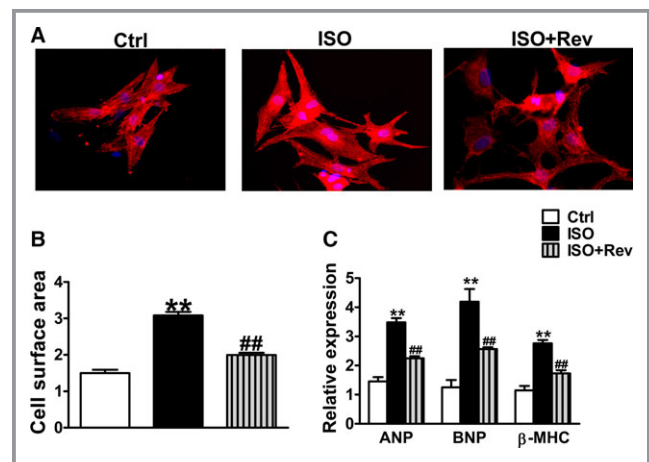 A
Ctrl ISO ISO+Rev
B
Cell surface area
4
3
2
1
0
**
##
C
Ctrl
ISO
ISO+Rev
Relative expression
5
4
3
2
1
0
** ## ** ## ** ##
ANP BNP β-MHC